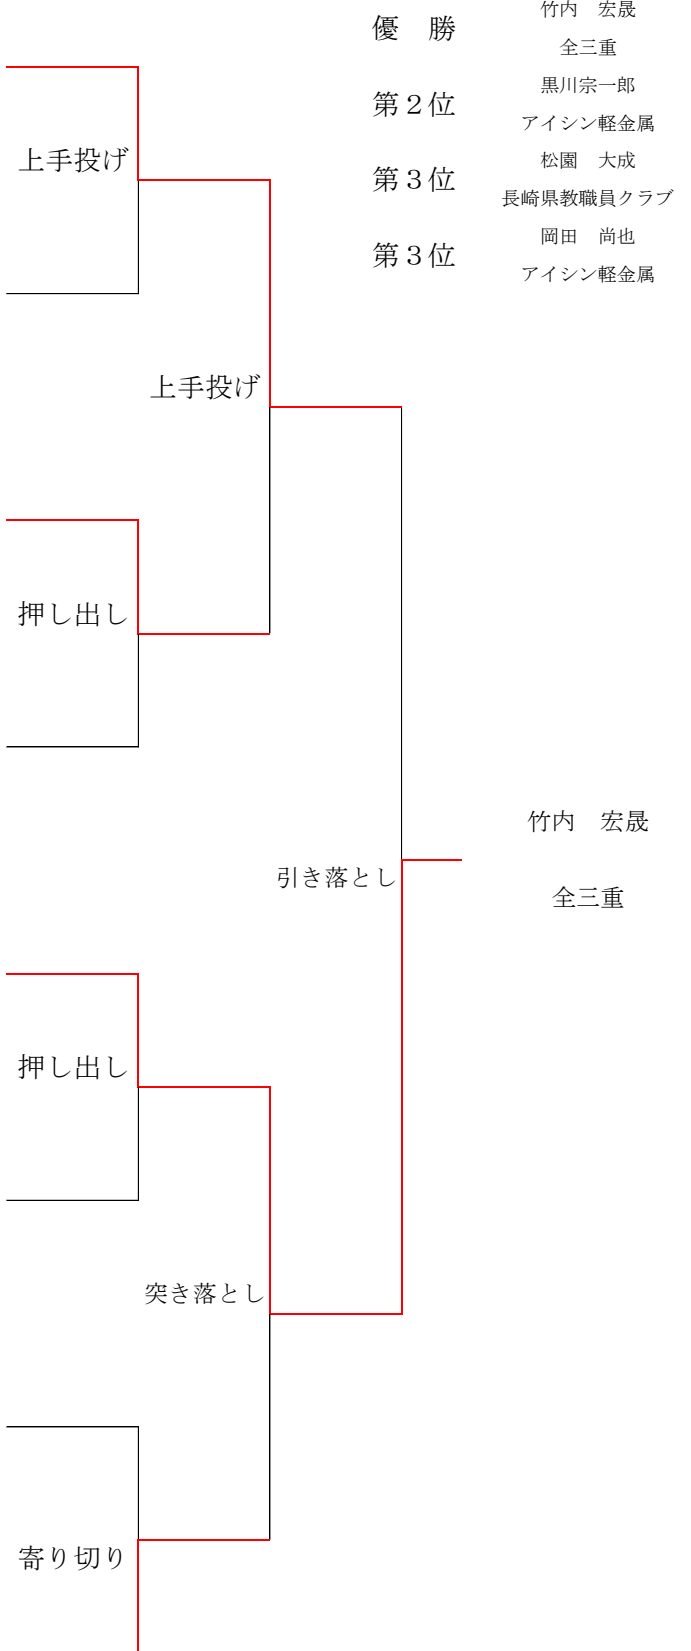 優　勝
竹内　宏晟
全三重
第２位
黒川宗一郎
アイシン軽金属
第３位
松園　大成
長崎県教職員クラブ
第３位
岡田　尚也
アイシン軽金属
上手投げ
上手投げ
押し出し
竹内　宏晟
引き落とし
全三重
押し出し
突き落とし
寄り切り